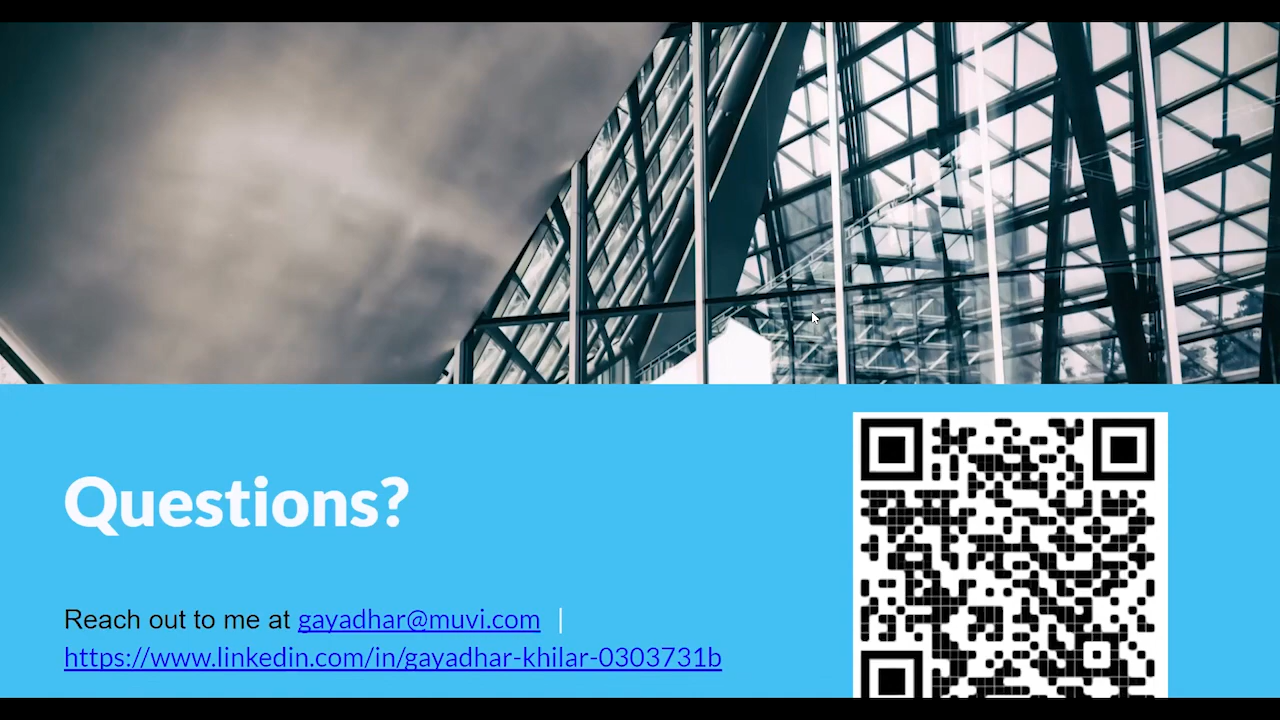 Questions?
Reach out to me at gayadhar@muvi.com |
https://www.linkedin.com/in/gayadhar-khilar-0303731b